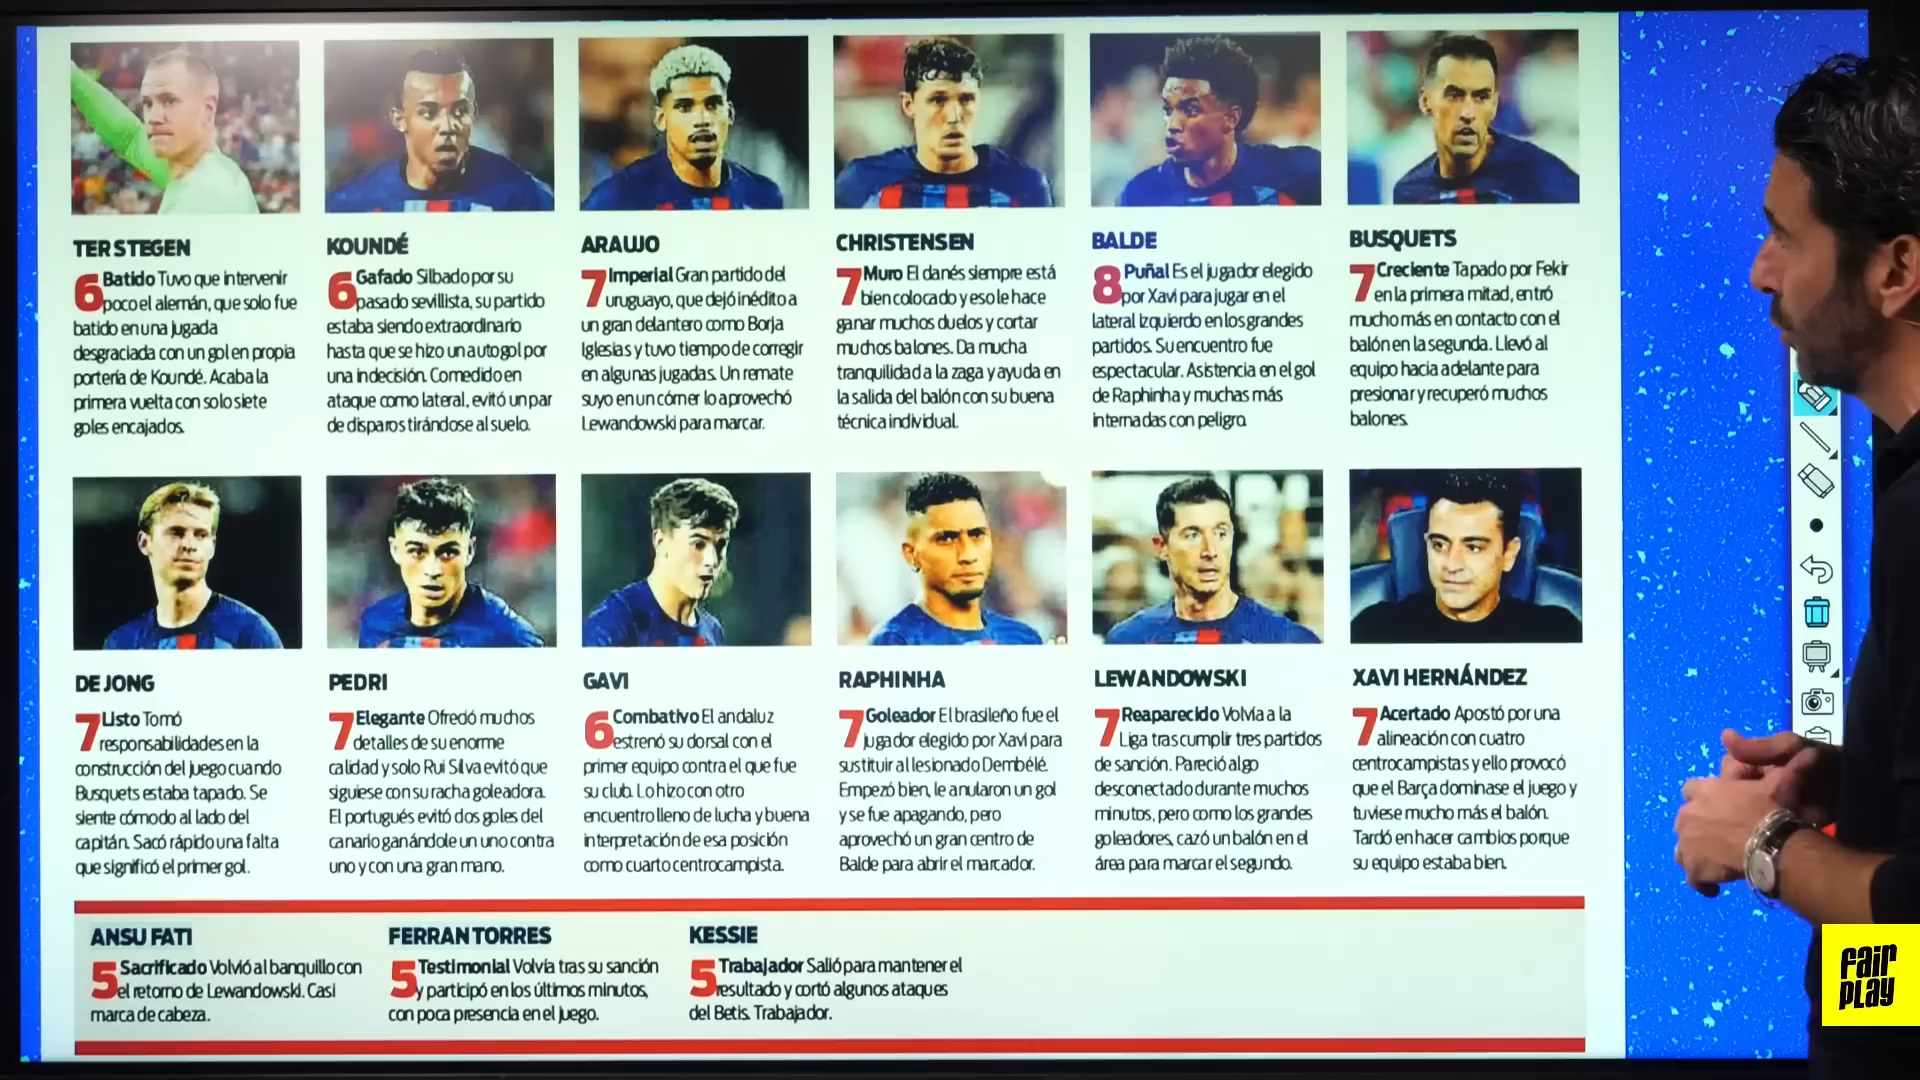 TER STEGEN
6 Batido Tuvo que intervenir
poco el alemán, que solo fue
batido en una jugada
desgraciada con un gol en propia
portería de Koundé. Acaba la
primera vuelta con solo siete
goles encajados.
KOUNDÉ
6 Gafado Silbado por su
pasado sevillista, su partido
estaba siendo extraordinario
hasta que se hizo un autogol por
una indecisión. Comedido en
ataque como lateral, evitó un par
de disparos tirándose al suelo.
ARAUJO
7 Imperial Gran partido del
uruguayo, que dejó inédito a
un gran delantero como Borja
Iglesias y tuvo tiempo de corregir
en algunas jugadas. Un remate
suyo en un córner lo aprovechó
Lewandowski para marcar.
CHRISTENSEN
7 Muro El danés siempre está
bien colocado y eso le hace
ganar muchos duelos y cortar
muchos balones. Da mucha
tranquilidad a la zaga y ayuda en
la salida del balón con su buena
técnica individual.
BALDE
8 Puñal Es el jugador elegido
por Xavi para jugar en el
lateral izquierdo en los grandes
partidos. Su encuentro fue
espectacular. Asistencia en el gol
de Raphinha y muchas más
internadas con peligro.
BUSQUETS
7 Creciente Tapado por Fekir
en la primera mitad, entró
mucho más en contacto con el
balón en la segunda. Llevó al
equipo hacia adelante para
presionar y recuperó muchos
balones.
DE JONG
7 Listo Tomó
responsabilidades en la
construcción del juego cuando
Busquets estaba tapado. Se
siente cómodo al lado del
capitán. Sacó rápido una falta
que significó el primer gol.
PEDRI
7 Elegante Ofreció muchos
detalles de su enorme
calidad y solo Rui Silva evitó que
siguiese con su racha goleadora.
El portugués evitó dos goles del
canario ganándole un uno contra
uno y con una gran mano.
GAVI
6 Combativo El andaluz
estrenó su dorsal con el
primer equipo contra el que fue
su club. Lo hizo con otro
encuentro lleno de lucha y buena
interpretación de esa posición
como cuarto centrocampista.
RAPHINHA
7 Goleador El brasileño fue el
jugador elegido por Xavi para
sustituir al lesionado Dembélé.
Empezó bien, le anularon un gol
y se fue apagando, pero
aprovechó un gran centro de
Balde para abrir el marcador.
LEWANDOWSKI
7 Reaparecido Volvía a la
Liga tras cumplir tres partidos
de sanción. Pareció algo
desconectado durante muchos
minutos, pero como los grandes
goleadores, cazó un balón en el
área para marcar el segundo.
XAVI HERNÁNDEZ
7 Acertado Apostó por una
alineación con cuatro
centrocampistas y ello provocó
que el Barça dominase el juego y
tuviese mucho más el balón.
Tardó en hacer cambios porque
su equipo estaba bien.
ANSU FATI
5 Sacrificado Volvió al banquillo con
el retorno de Lewandowski. Casi
marca de cabeza.
FERRAN TORRES
5 Testimonial Volvía tras su sanción
y participó en los últimos minutos,
con poca presencia en el juego.
KESSIE
5 Trabajador Salió para mantener el
resultado y cortó algunos ataques
del Betis. Trabajador.
fair
play